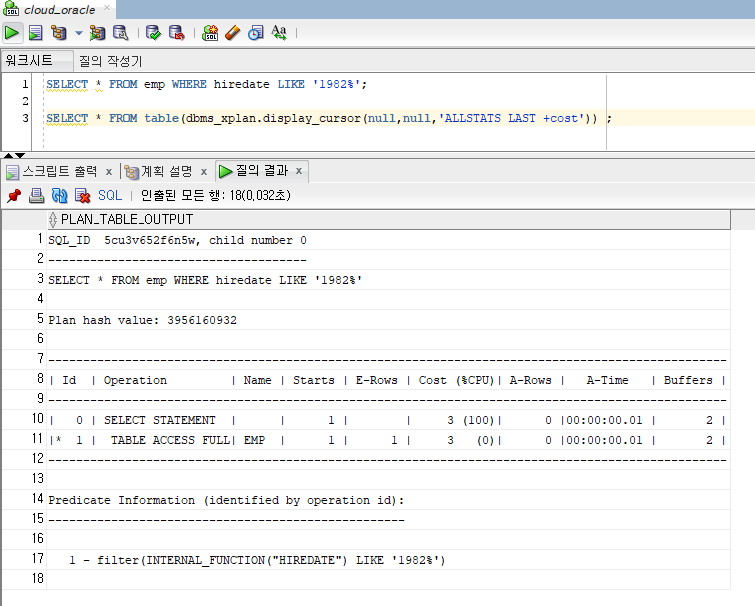 cloud_oracle
워크시트 질의 작성기
1 SELECT * FROM emp WHERE hiredate LIKE '1982%';
2
3 SELECT * FROM table(dbms_xplan.display_cursor(null,null,'ALLSTATS LAST +cost')) ;
스크립트 출력 x 계획 설명 x 질의 결과 x
SQL | 인출된 모든 행: 18(0,032초)
PLAN_TABLE_OUTPUT
1 SQL_ID  5cu3v652f6n5w, child number 0
2 -------------------------------------
3 SELECT * FROM emp WHERE hiredate LIKE '1982%'
4
5 Plan hash value: 3956160932
6
7 -------------------------------------------------------------------------------------------------
8 | Id  | Operation         | Name | Starts | E-Rows | Cost (%CPU)| A-Rows |   A-Time   | Buffers |
9 -------------------------------------------------------------------------------------------------
10 |   0 | SELECT STATEMENT  |      |      1 |        |     3 (100)|      0 |00:00:00.01 |       2 |
11 |*  1 |  TABLE ACCESS FULL| EMP  |      1 |      1 |     3   (0)|      0 |00:00:00.01 |       2 |
12 -------------------------------------------------------------------------------------------------
13
14 Predicate Information (identified by operation id):
15 ---------------------------------------------------
16
17    1 - filter(INTERNAL_FUNCTION("HIREDATE") LIKE '1982%')
18